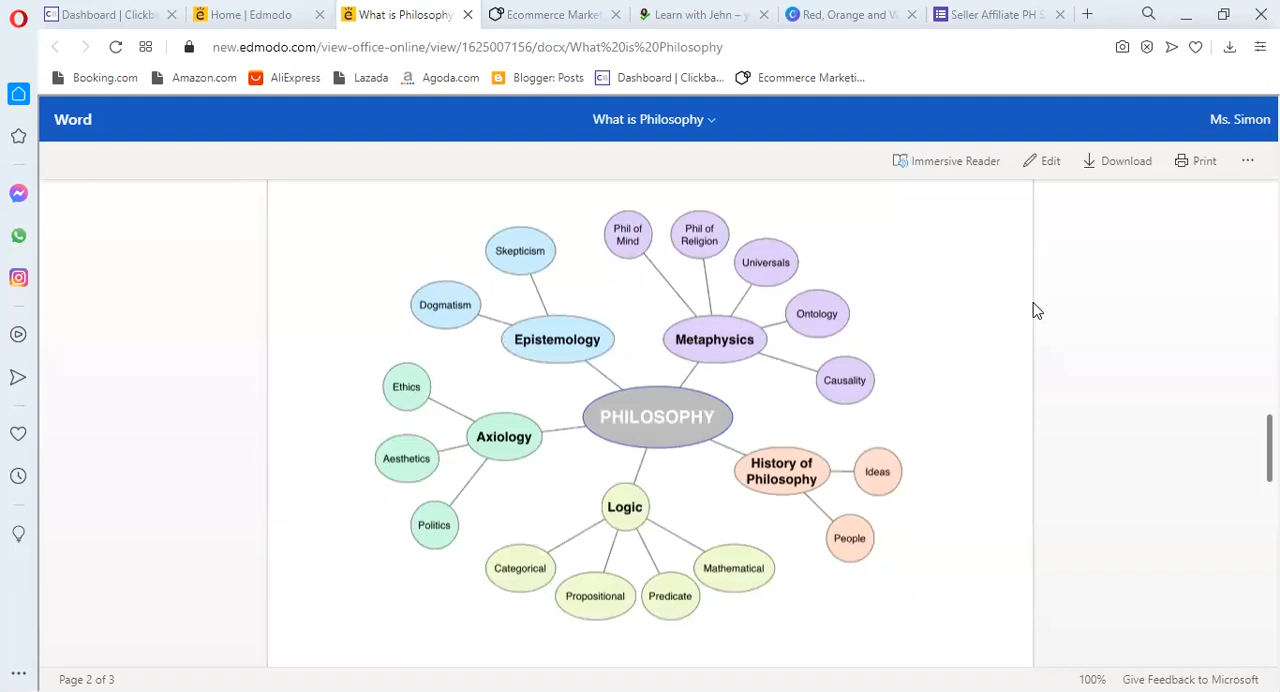 Dashboard | Clickb
Home | Edmodo
What is Philosophy
Ecommerce Market
Learn with Jehn – y
Red, Orange and W
Seller Affiliate PH S
new.edmodo.com/view-office-online/view/1625007156/docx/What%20is%20Philosophy
Booking.com
Amazon.com
AliExpress
Lazada
Agoda.com
Blogger: Posts
Dashboard | Clickba...
Ecommerce Marketi...
Word
What is Philosophy
Ms. Simon
Immersive Reader
Edit
Download
Print
Phil of
Mind
Phil of
Religion
Skepticism
Universals
Dogmatism
Ontology
Epistemology
Metaphysics
Causality
Ethics
PHILOSOPHY
Axiology
Aesthetics
History of
Philosophy
Ideas
Logic
Politics
People
Categorical
Mathematical
Propositional
Predicate
Page 2 of 3
100%
Give Feedback to Microsoft